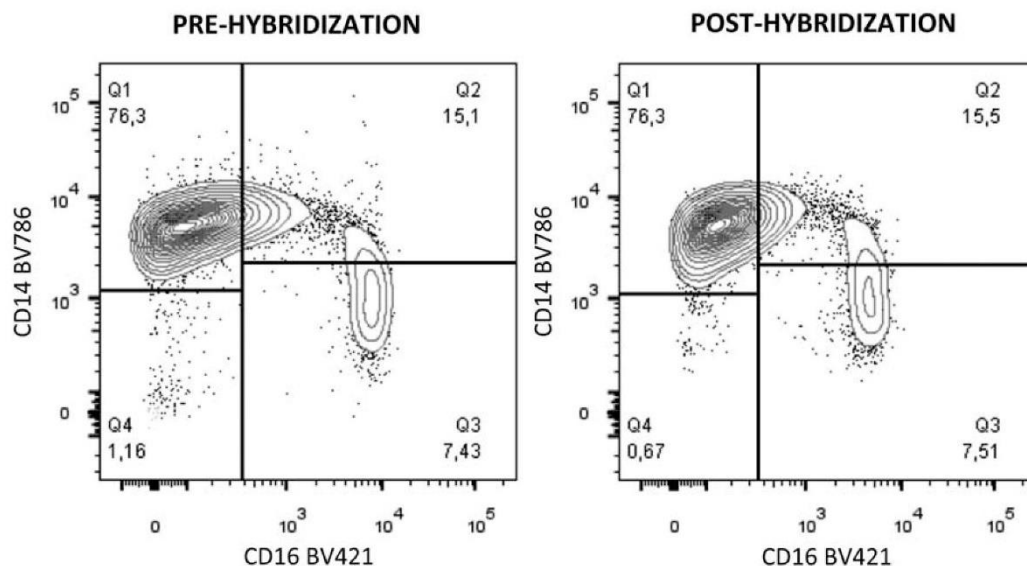 PRE-HYBRIDIZATION
Q1
76,3
Q2
15,1
10^5
10^4
10^3
0
CD14 BV786
Q4
1,16
Q3
7,43
0
10^3
10^4
10^5
CD16 BV421
POST-HYBRIDIZATION
Q1
76,3
Q2
15,5
10^5
10^4
10^3
0
CD14 BV786
Q4
0,67
Q3
7,51
0
10^3
10^4
10^5
CD16 BV421